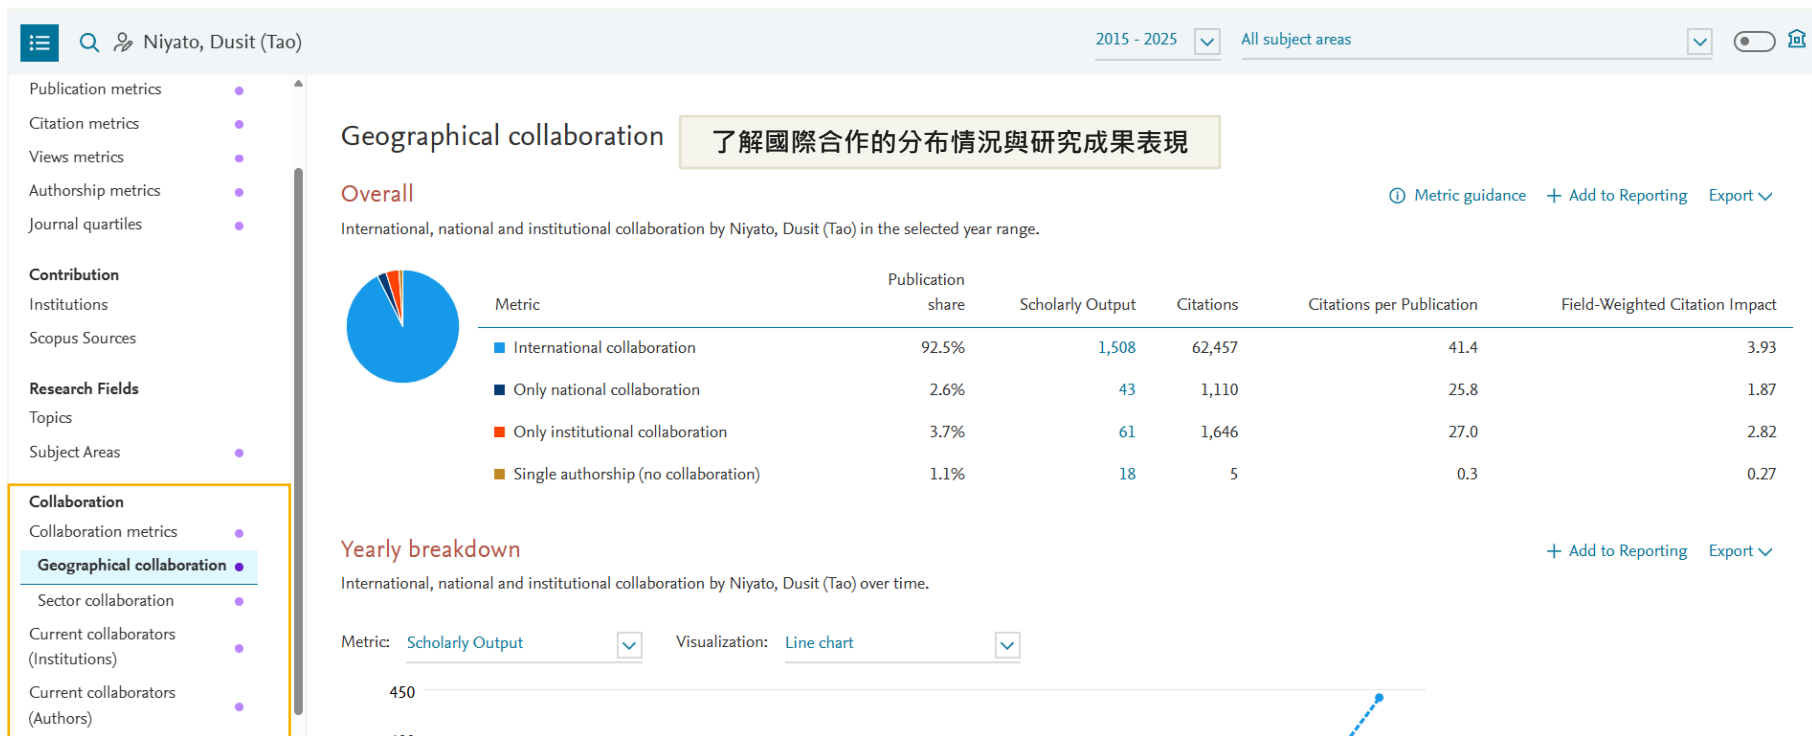 Niyato, Dusit (Tao)
2015 - 2025
All subject areas
Publication metrics
Citation metrics
Views metrics
Authorship metrics
Journal quartiles
Contribution
Institutions
Scopus Sources
Research Fields
Topics
Subject Areas
Collaboration
Collaboration metrics
Geographical collaboration
Sector collaboration
Current collaborators
(Institutions)
Current collaborators
(Authors)
Geographical collaboration
了解國際合作的分布情況與研究成果表現
Overall
Metric guidance
Add to Reporting
Export
International, national and institutional collaboration by Niyato, Dusit (Tao) in the selected year range.
Metric Publication share Scholarly Output Citations Citations per Publication Field-Weighted Citation Impact
International collaboration 92.5% 1,508 62,457 41.4 3.93
Only national collaboration 2.6% 43 1,110 25.8 1.87
Only institutional collaboration 3.7% 61 1,646 27.0 2.82
Single authorship (no collaboration) 1.1% 18 5 0.3 0.27
Yearly breakdown
Add to Reporting
Export
International, national and institutional collaboration by Niyato, Dusit (Tao) over time.
Metric: Scholarly Output Visualization: Line chart
450